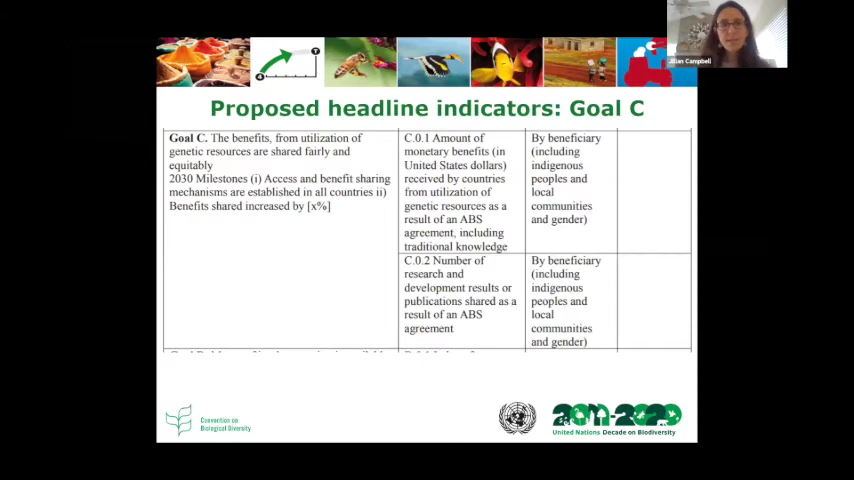 Jillian Campbell
Proposed headline indicators: Goal C
Goal C. The benefits, from utilization of
genetic resources are shared fairly and
equitably
2030 Milestones (i) Access and benefit sharing
mechanisms are established in all countries ii)
Benefits shared increased by [x%]
C.0.1 Amount of
monetary benefits (in
United States dollars)
received by countries
from utilization of
genetic resources as a
result of an ABS
agreement, including
traditional knowledge
By beneficiary
(including
indigenous
peoples and
local
communities
and gender)
C.0.2 Number of
research and
development results or
publications shared as a
result of an ABS
agreement
By beneficiary
(including
indigenous
peoples and
local
communities
and gender)
Convention on
Biological Diversity
2011-2020
United Nations Decade on Biodiversity